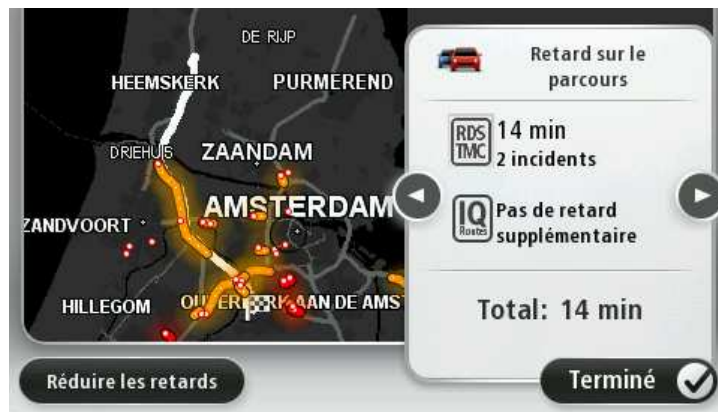 DE RIJP
HEEMSKERK
PURMEREND
DRIEHUIS
ZAANDAM
AMSTERDAM
ZANDVOORT
HILLEGOM
AAN DE AMST
Retard sur le
parcours
RDS
TMC
14 min
2 incidents
IQ
Routes
Pas de retard
supplémentaire
Total: 14 min
Réduire les retards
Terminé